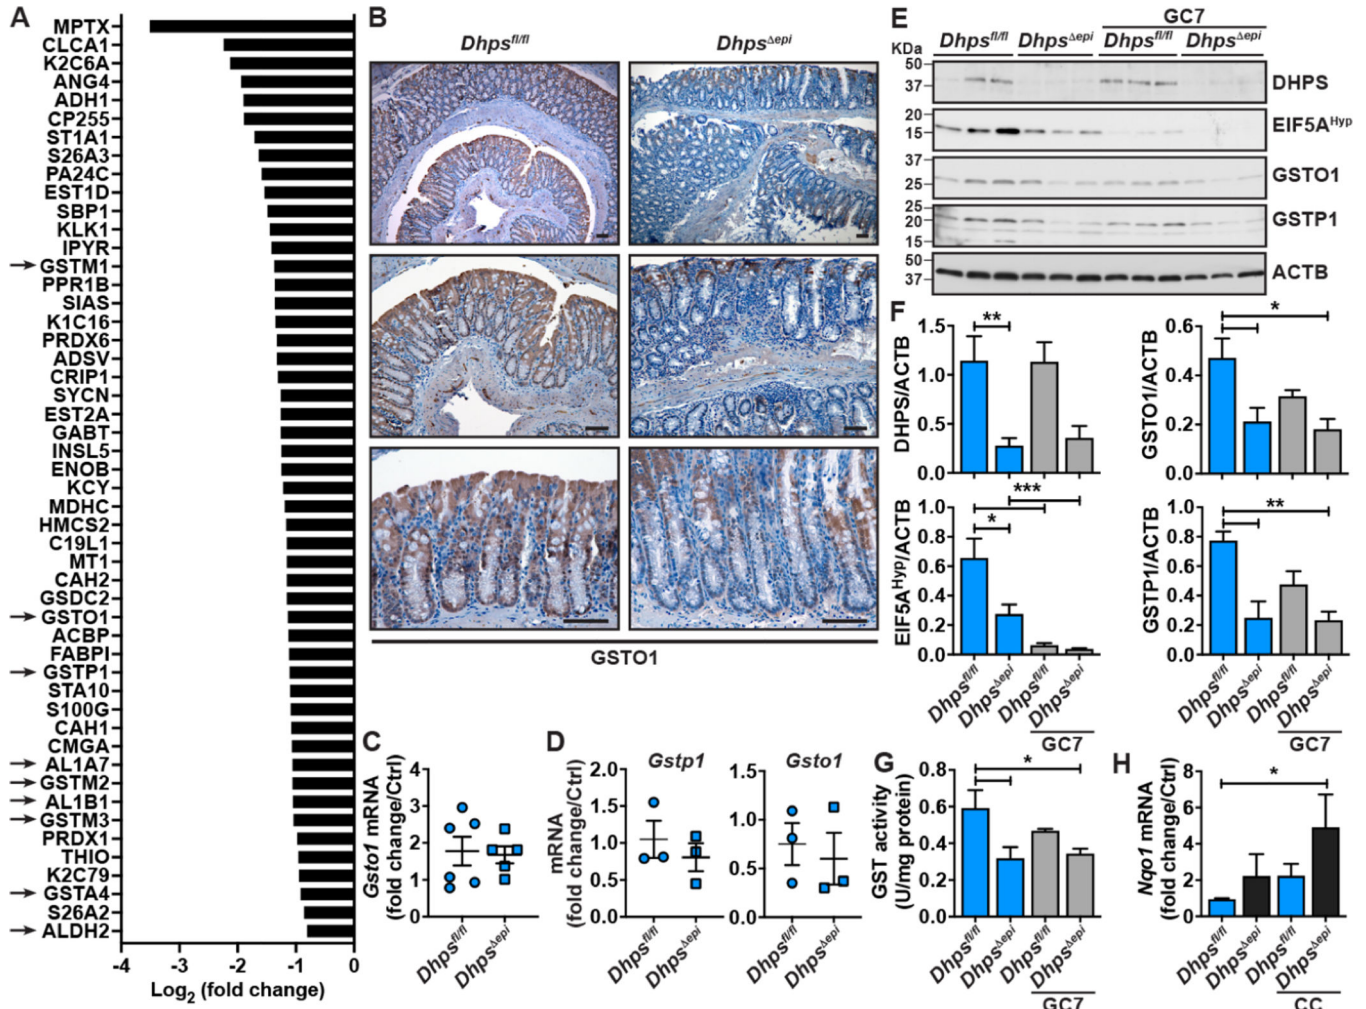 A
MPTX
CLCA1
K2C6A
ANG4
ADH1
CP255
ST1A1
S26A3
PA24C
EST1D
SBP1
KLK1
IPYR
GSTM1
PPR1B
SIAS
K1C16
PRDX6
ADSV
CRIP1
SYCN
EST2A
GABT
INSL5
ENOB
KCY
MDHC
HMCS2
C19L1
MT1
CAH2
GSDC2
GSTO1
ACBP
FABPI
GSTP1
STA10
S100G
CAH1
CMGA
AL1A7
GSTM2
AL1B1
GSTM3
PRDX1
THIO
K2C79
GSTA4
S26A2
ALDH2
-4 -3 -2 -1 0
Log2 (fold change)
B
Dhpsfl/fl DhpsΔepi
GSTO1
C
Gsto1 mRNA
(fold change/Ctrl)
4
3
2
1
0
Dhpsfl/fl DhpsΔepi
D
mRNA
(fold change/Ctrl)
Gstp1
2.0
1.5
1.0
0.5
0.0
Dhpsfl/fl DhpsΔepi
Gsto1
1.5
1.0
0.5
0.0
Dhpsfl/fl DhpsΔepi
E
GC7
Dhpsfl/fl DhpsΔepi Dhpsfl/fl DhpsΔepi
KDa
50
37
DHPS
20
15
EIF5AHyp
37
25
GSTO1
25
20
15
GSTP1
50
37
ACTB
F
DHPS/ACTB
1.5
1.0
0.5
0.0
**
GSTO1/ACTB
0.6
0.4
0.2
0.0
*
EIF5AHyp/ACTB
1.0
0.8
0.6
0.4
0.2
0.0
***
*
Dhpsfl/fl DhpsΔepi Dhpsfl/fl DhpsΔepi
GC7
GSTP1/ACTB
1.0
0.8
0.6
0.4
0.2
0.0
**
Dhpsfl/fl DhpsΔepi Dhpsfl/fl DhpsΔepi
GC7
G
GST activity
(U/mg protein)
0.8
0.6
0.4
0.2
0.0
*
Dhpsfl/fl DhpsΔepi Dhpsfl/fl DhpsΔepi
GC7
H
Nqo1 mRNA
(fold change/Ctrl)
8
6
4
2
0
*
Dhpsfl/fl DhpsΔepi Dhpsfl/fl DhpsΔepi
CC